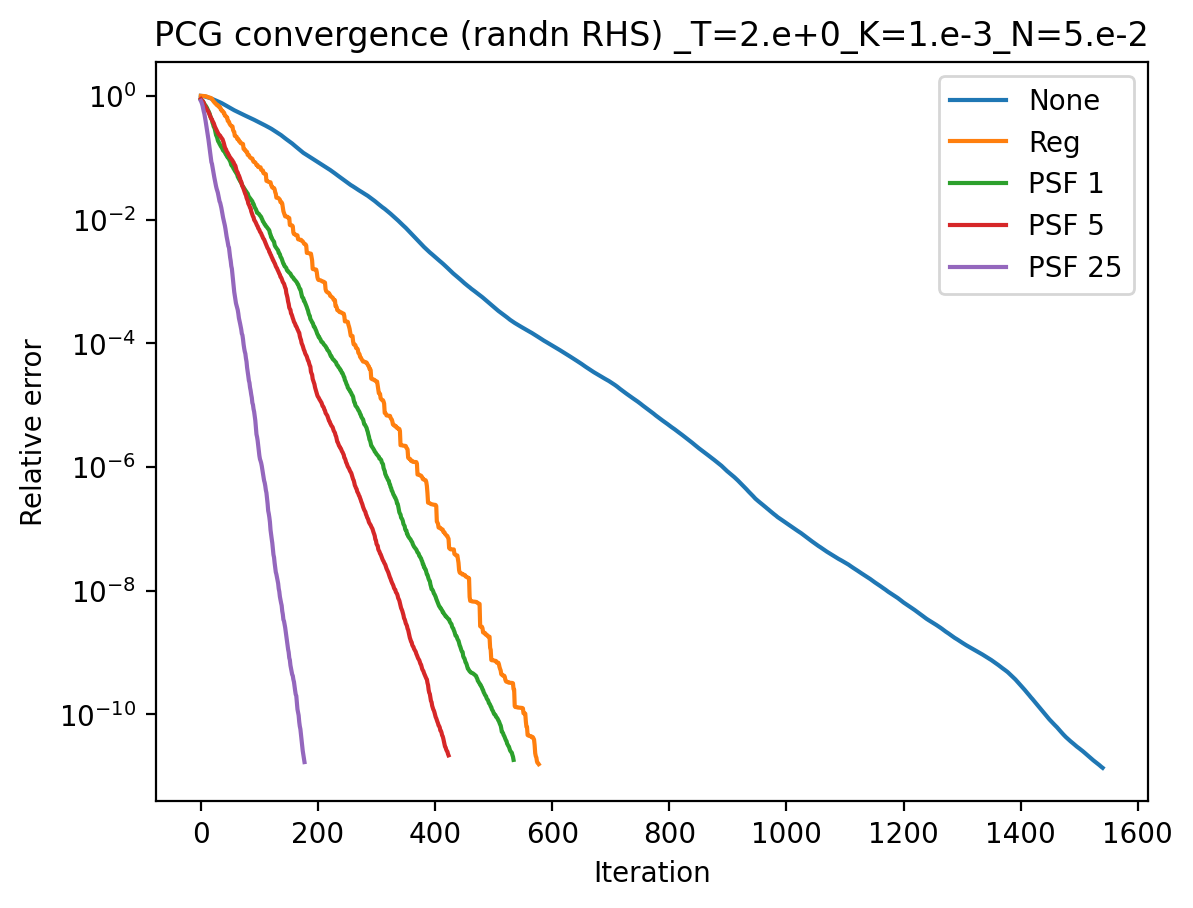 PCG convergence (randn RHS) _T=2.e+0_K=1.e-3_N=5.e-2
None
Reg
PSF 1
PSF 5
PSF 25
Relative error
10⁰
10⁻²
10⁻⁴
10⁻⁶
10⁻⁸
10⁻¹⁰
0 200 400 600 800 1000 1200 1400 1600
Iteration